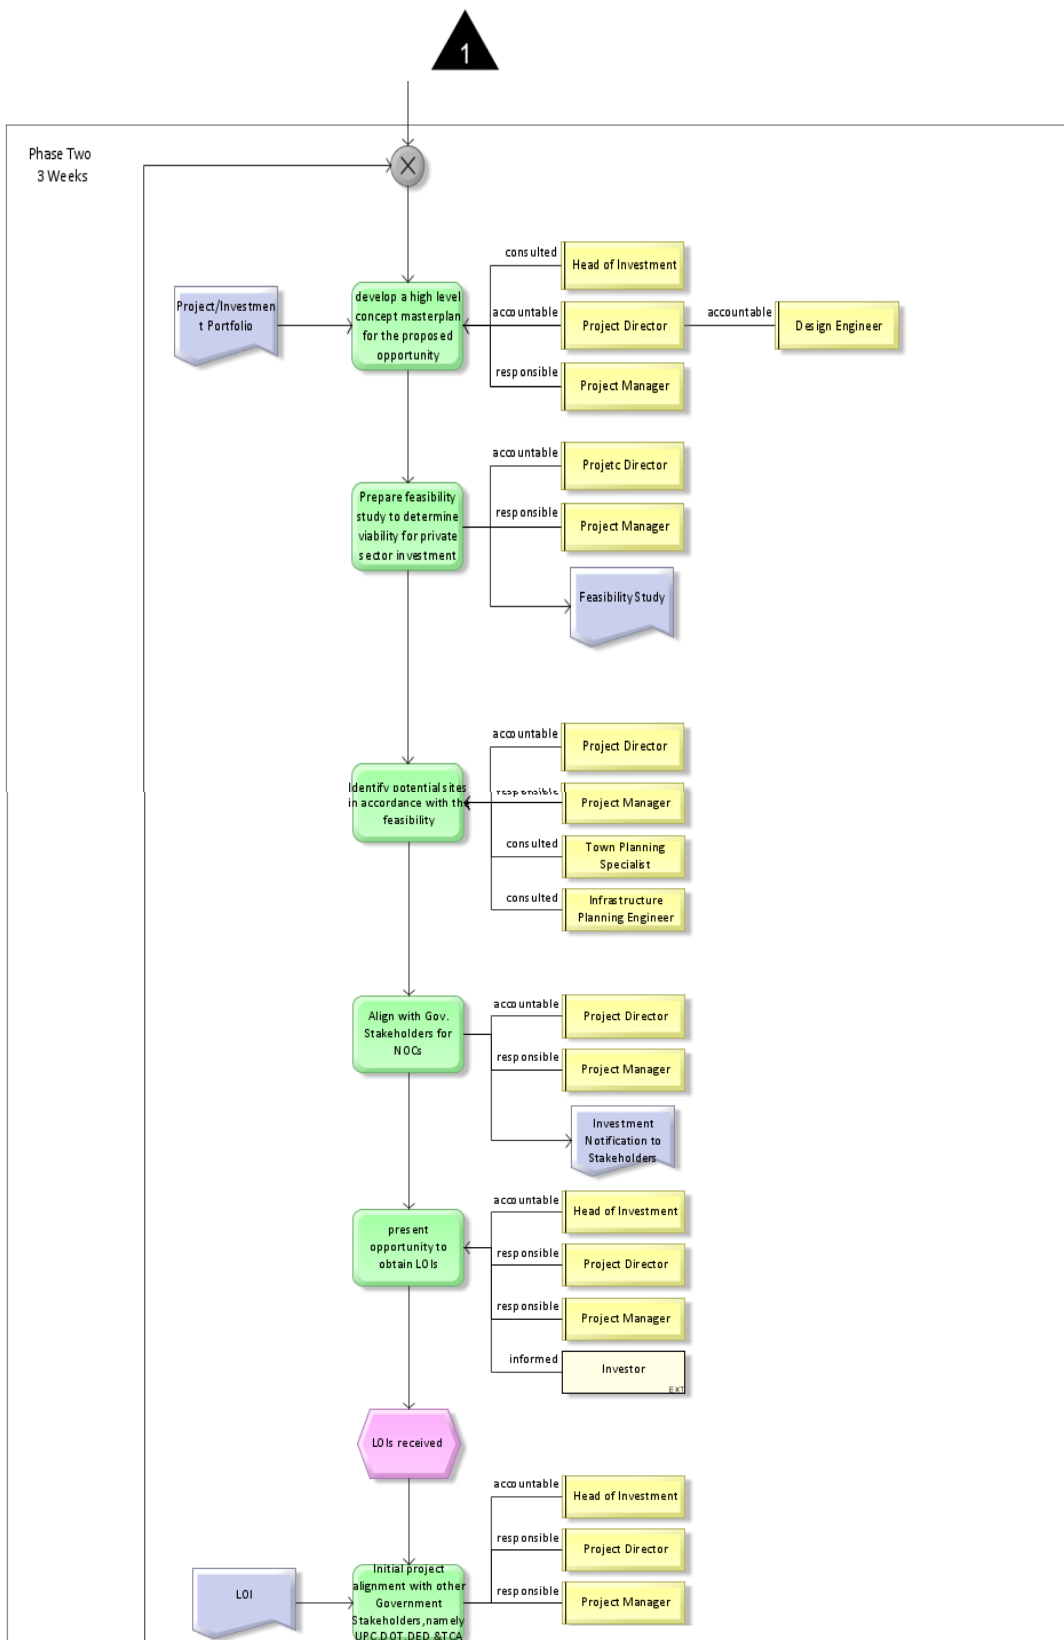 1
Phase Two
3 Weeks
consulted
Head of Investment
Project/Investmen
t Portfolio
develop a high level
concept masterplan
for the proposed
opportunity
accountable
Project Director
accountable
Design Engineer
responsible
Project Manager
accountable
Projetc Director
Prepare feasibility
study to determine
viability for private
sector investment
responsible
Project Manager
Feasibility Study
accountable
Project Director
Identify potential sites
in accordance with the
feasibility
responsible
Project Manager
consulted
Town Planning
Specialist
consulted
Infrastructure
Planning Engineer
accountable
Project Director
Align with Gov.
Stakeholders for
NOCs
responsible
Project Manager
Investment
Notification to
Stakeholders
accountable
Head of Investment
present
opportunity to
obtain LOIs
responsible
Project Director
responsible
Project Manager
informed
Investor
EXT
LOIs received
accountable
Head of Investment
responsible
Project Director
LOI
Initial project
alignment with other
Government
Stakeholders,namely
UPC,DOT,DED &TCA
responsible
Project Manager